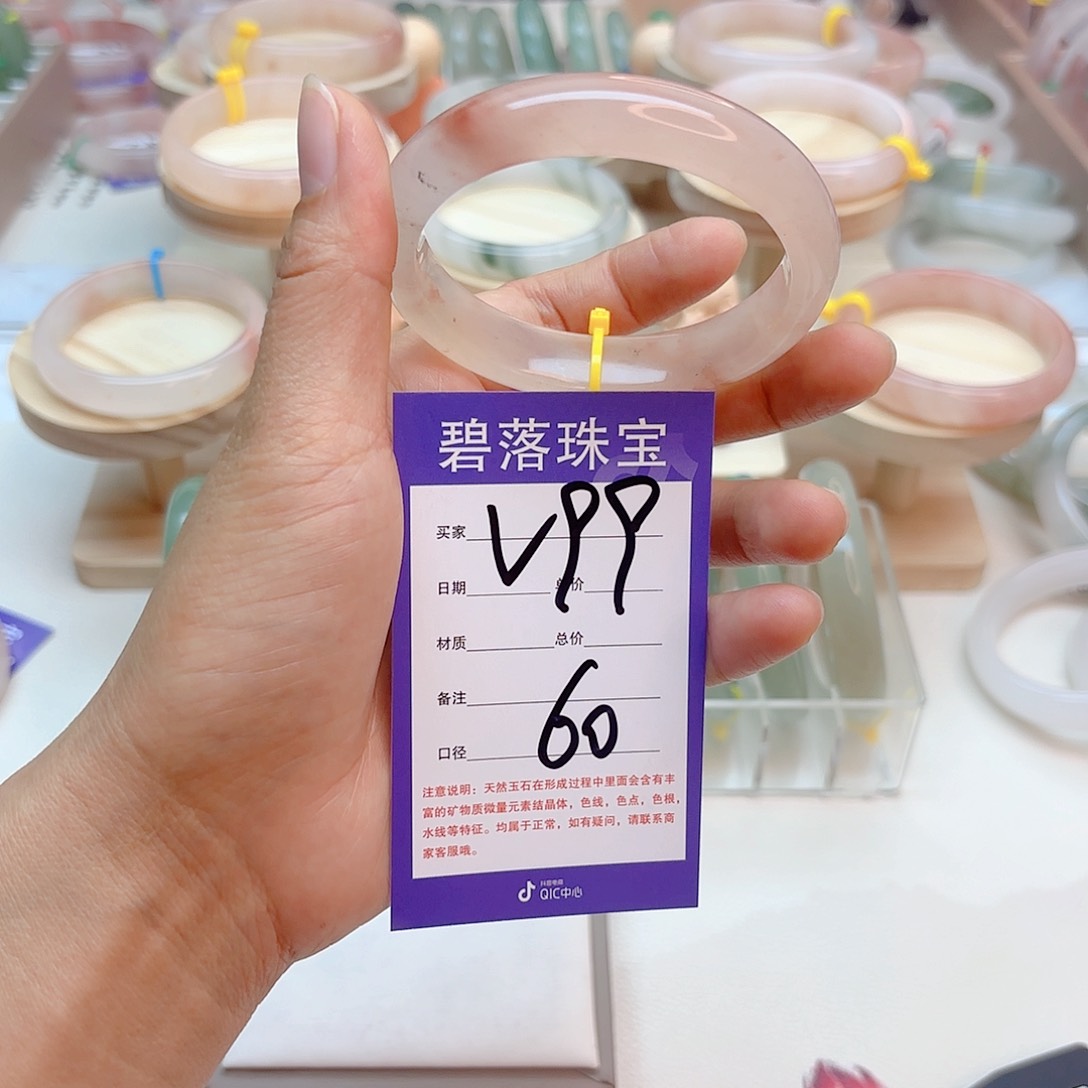 碧落珠宝
买家
V99
日期 单价
材质 总价
备注
60
口径
注意说明：天然玉石在形成过程中里面会含有丰
富的矿物质微量元素结晶体，色线，色点，色根，
水线等特征。均属于正常，如有疑问，请联系商
家客服哦。
抖音电商
QIC中心